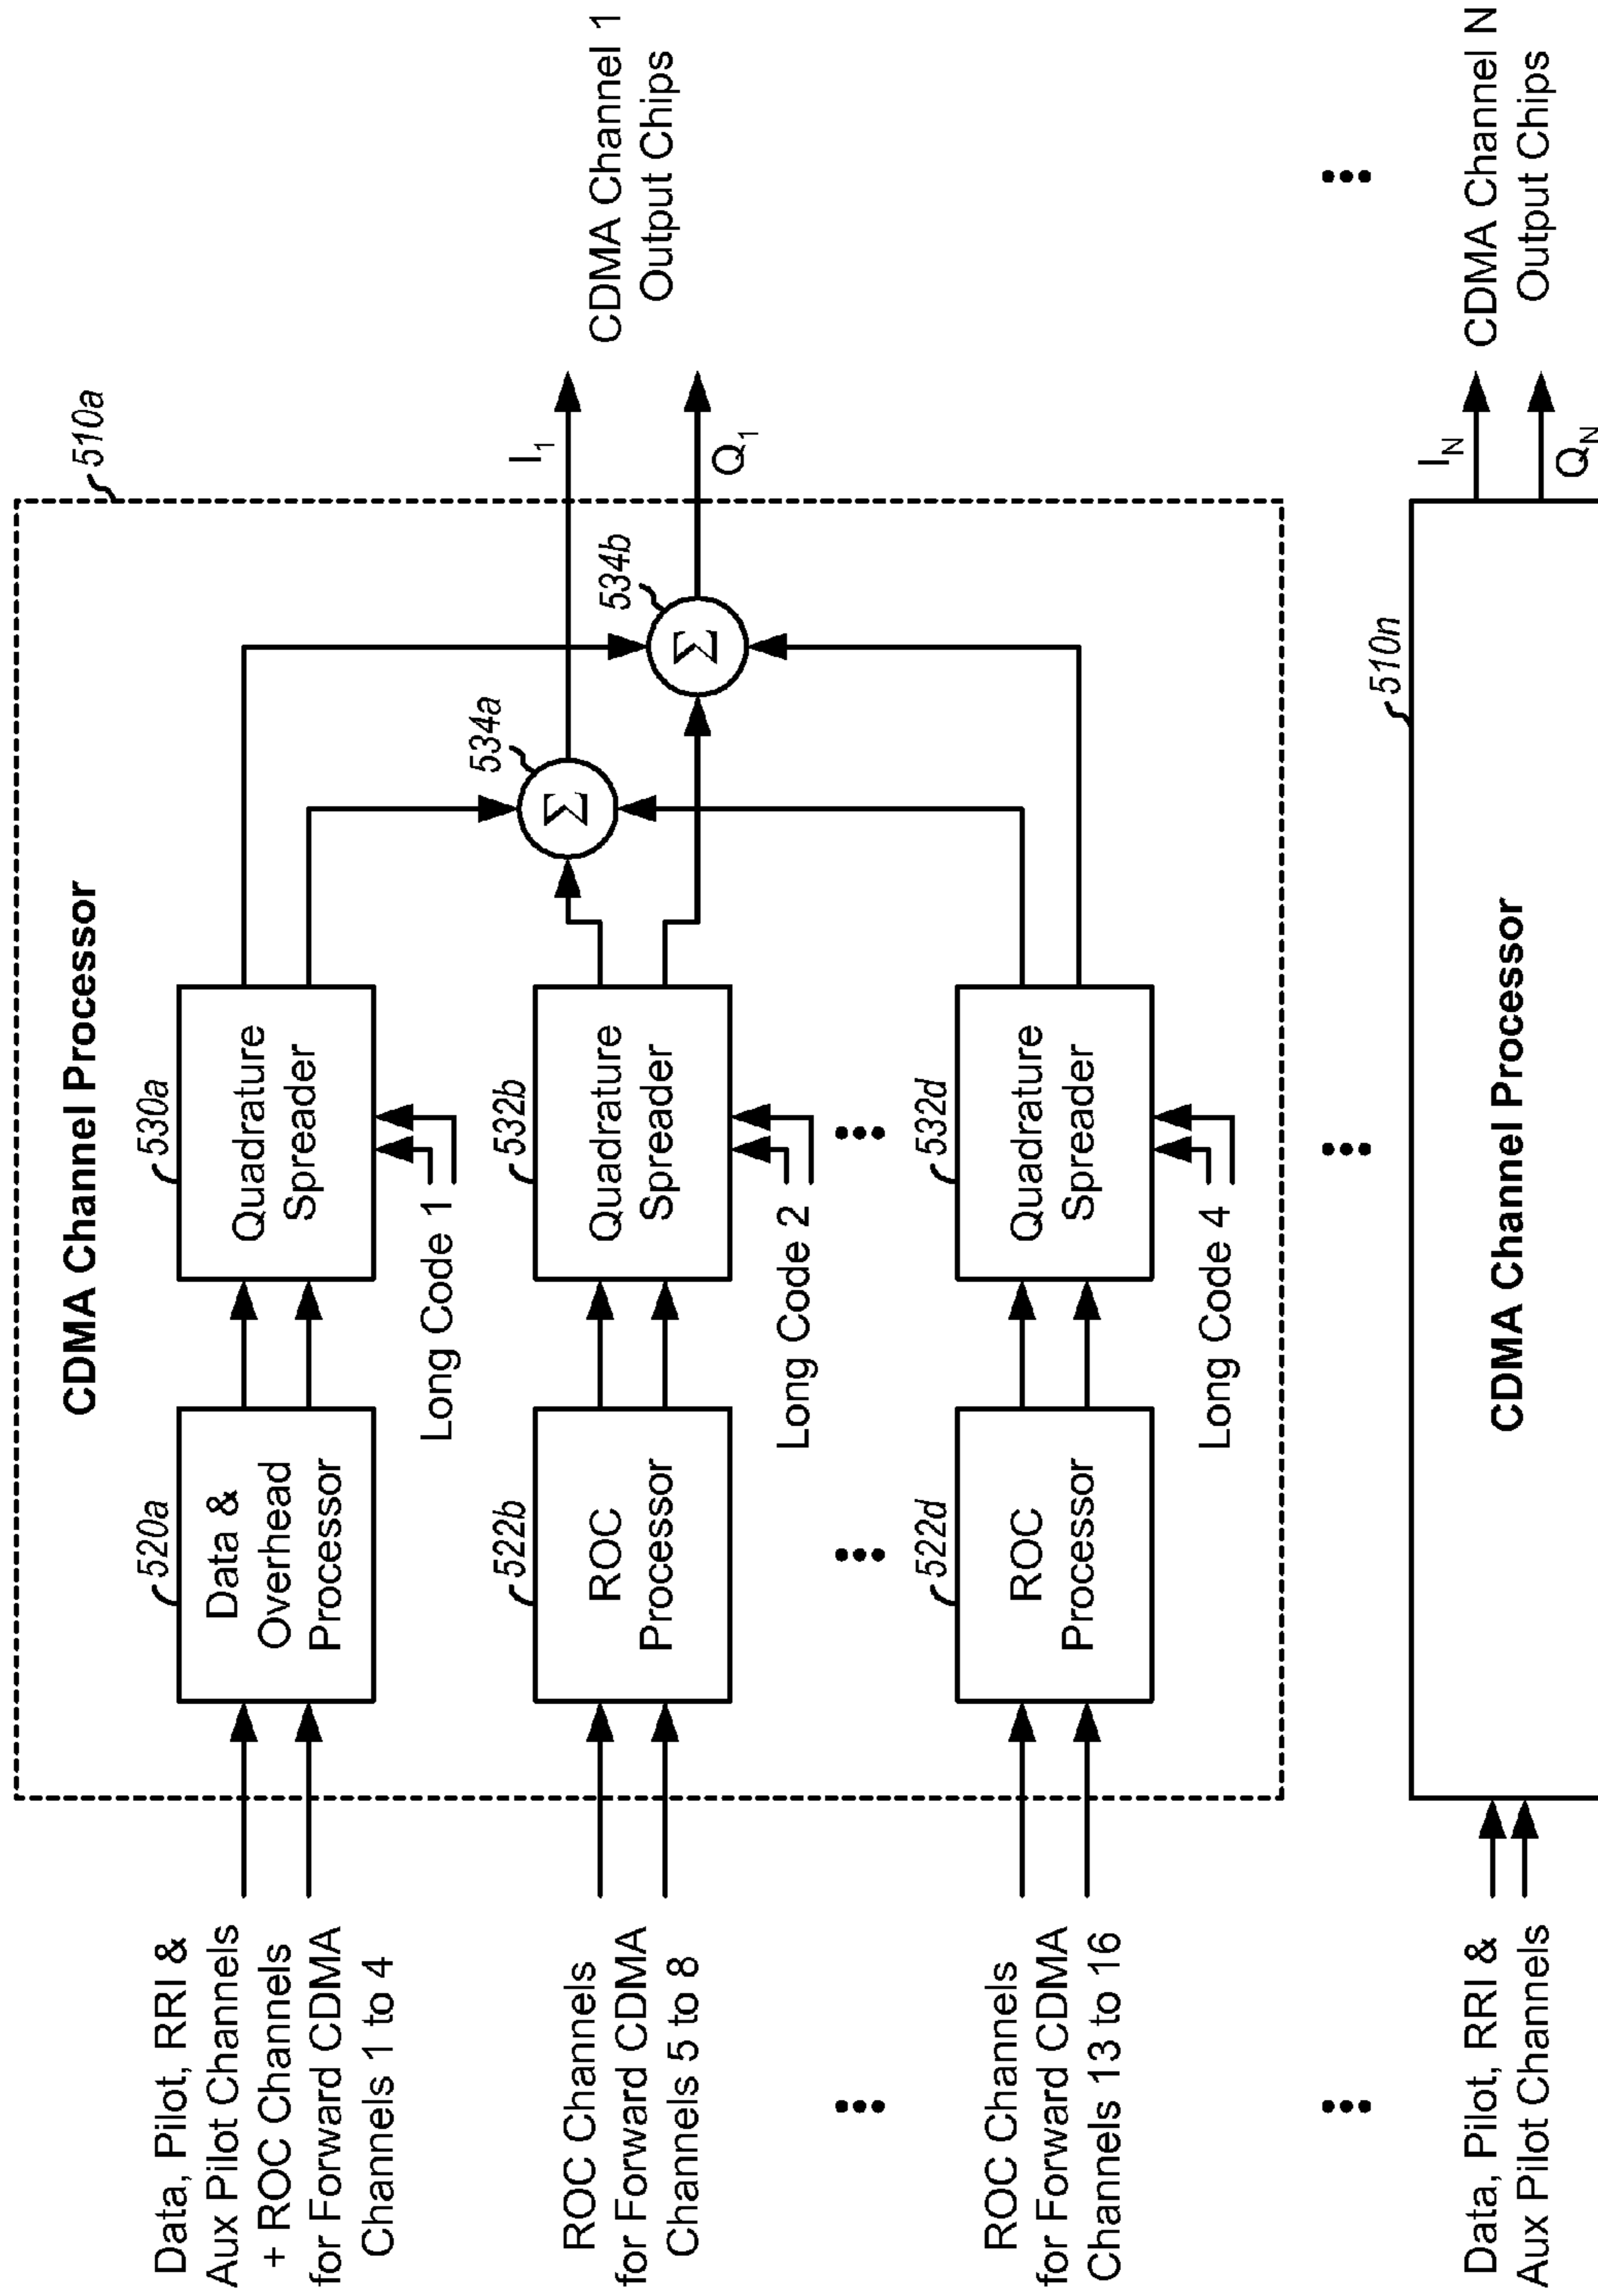 CDMA Channel Processor
510a
Data, Pilot, RRI &
Aux Pilot Channels
+ ROC Channels
for Forward CDMA
Channels 1 to 4
520a
Data &
Overhead
Processor
530a
Quadrature
Spreader
Long Code 1
ROC Channels
for Forward CDMA
Channels 5 to 8
522b
ROC
Processor
532b
Quadrature
Spreader
Long Code 2
534a
Σ
534b
Σ
I1
Q1
CDMA Channel 1
Output Chips
ROC Channels
for Forward CDMA
Channels 13 to 16
522d
ROC
Processor
532d
Quadrature
Spreader
Long Code 4
510n
Data, Pilot, RRI &
Aux Pilot Channels
CDMA Channel Processor
IN
QN
CDMA Channel N
Output Chips